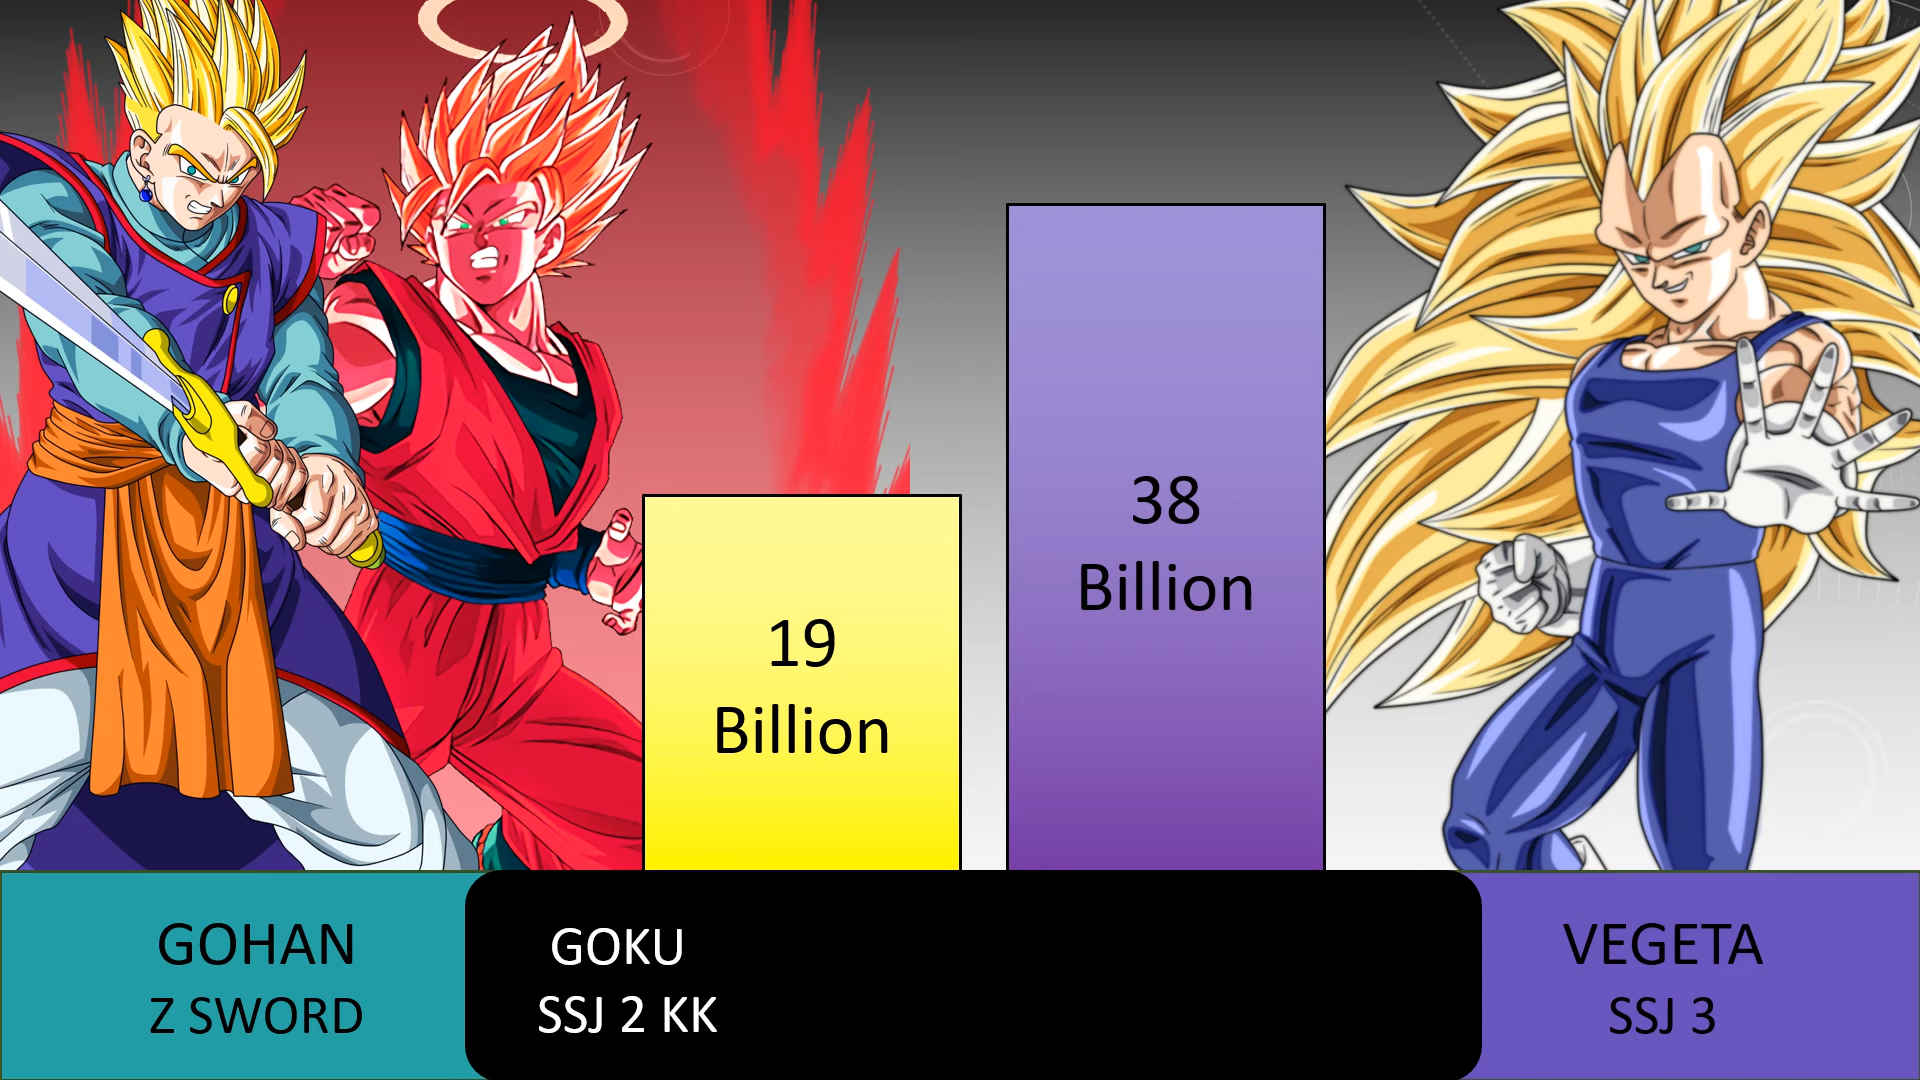 19
Billion
38
Billion
GOHAN
Z SWORD
GOKU
SSJ 2 KK
VEGETA
SSJ 3